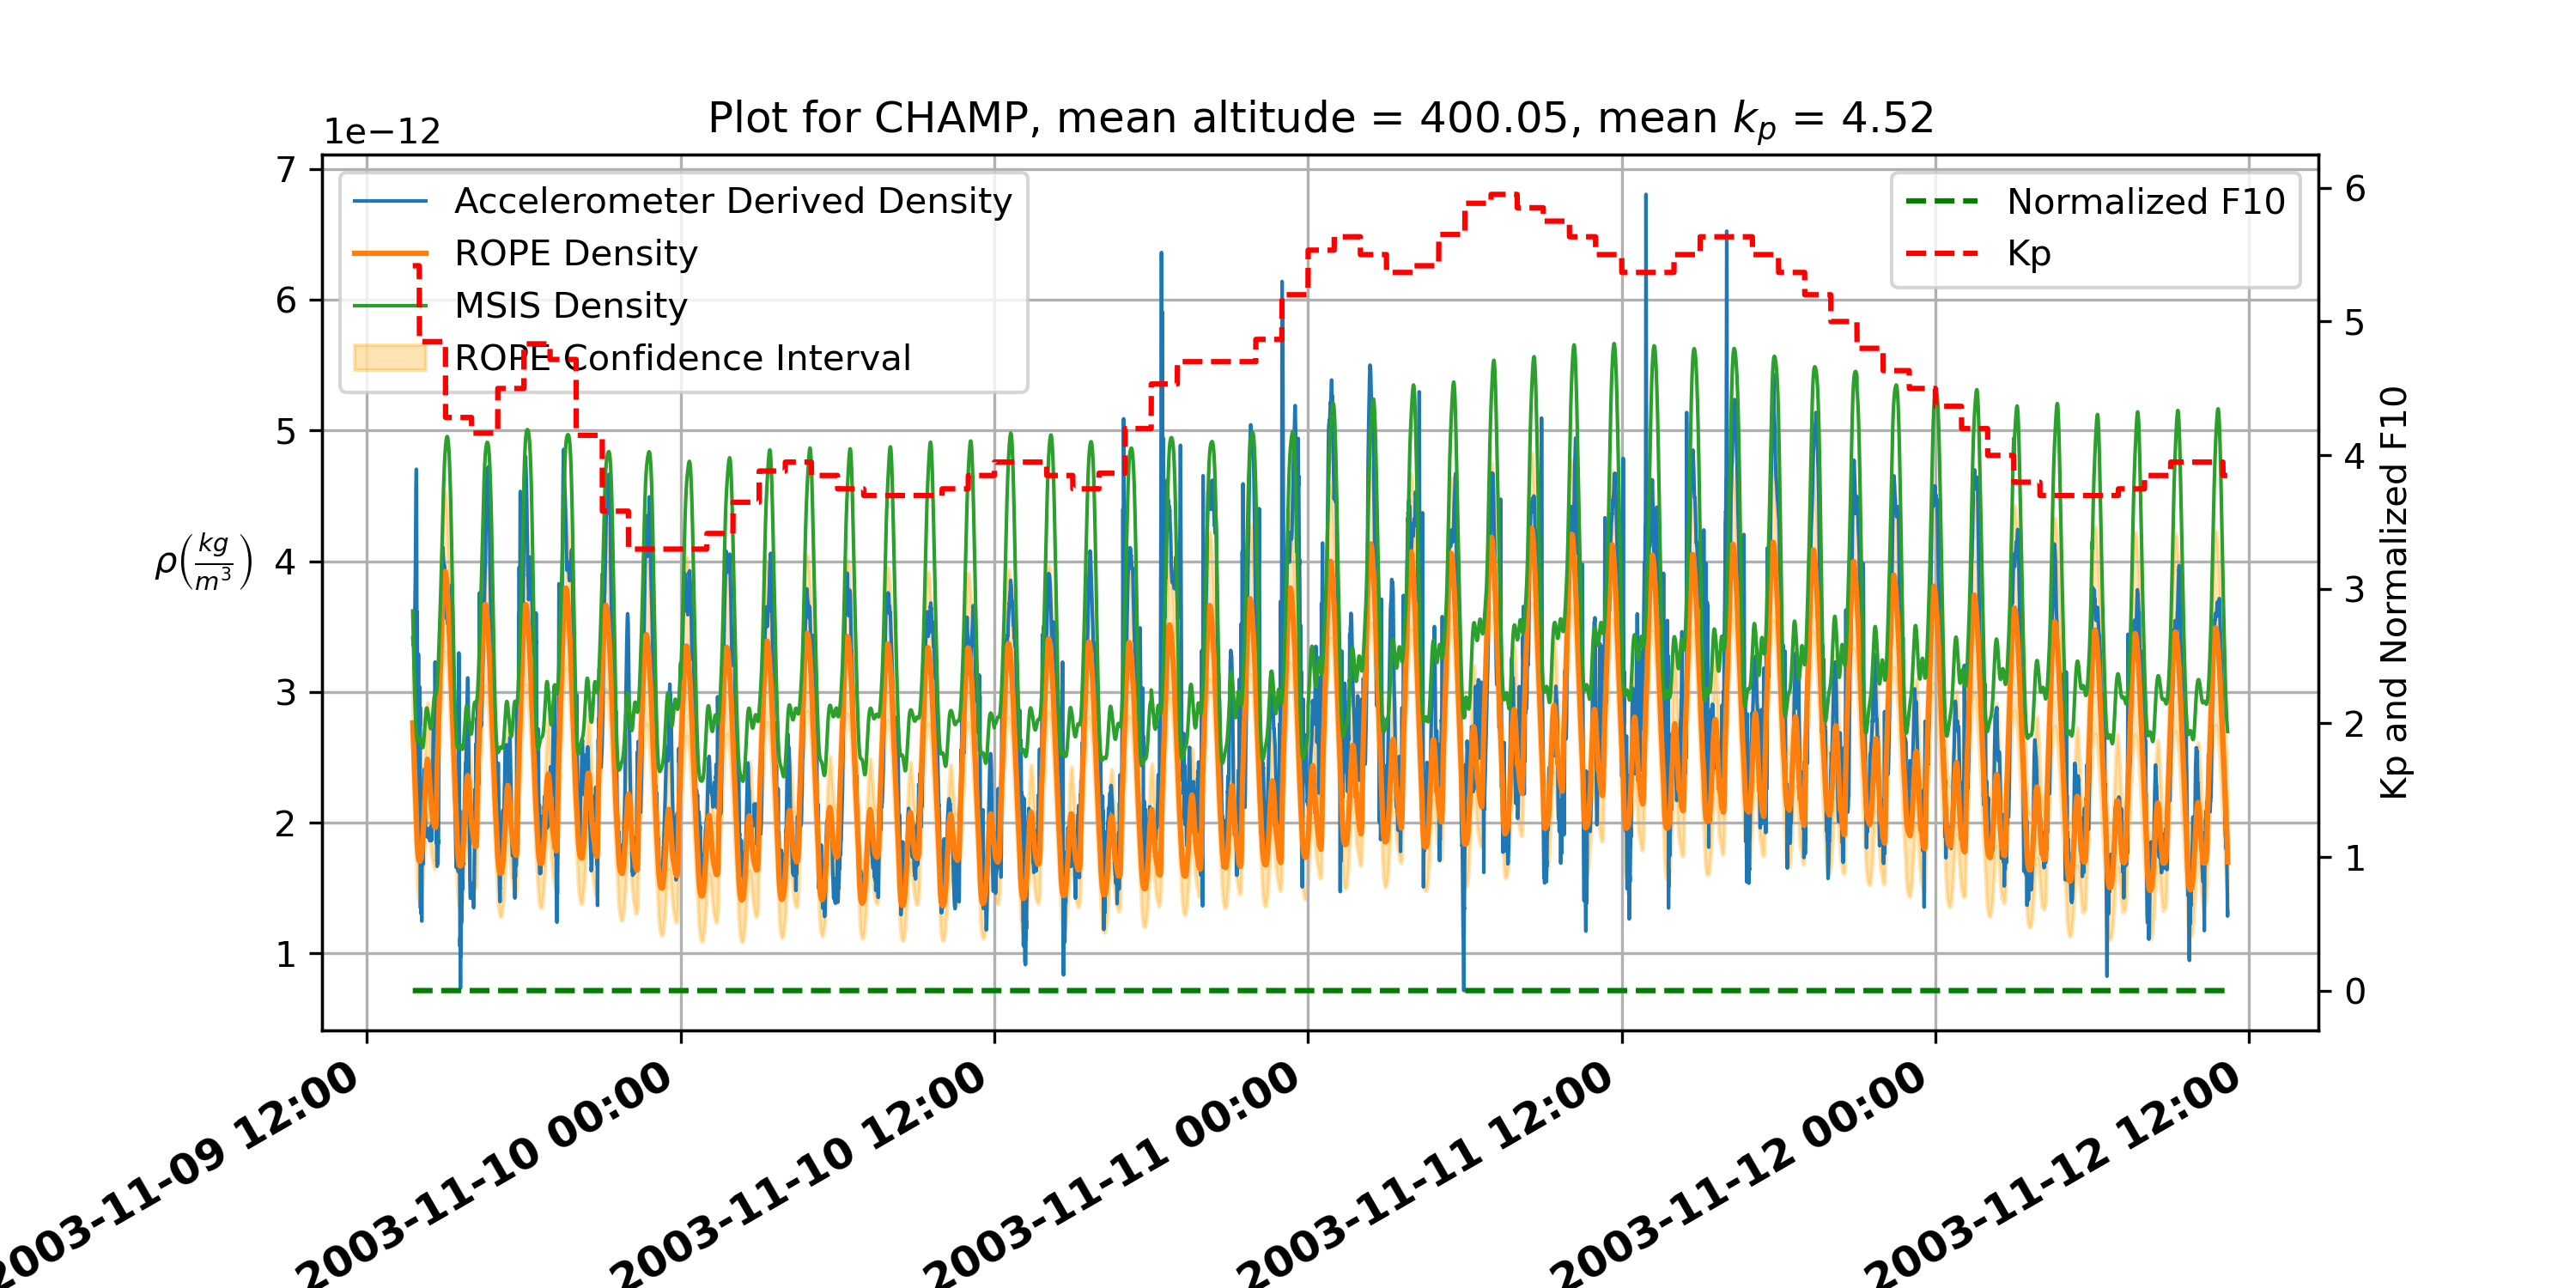 Plot for CHAMP, mean altitude = 400.05, mean kₚ = 4.52
1e−12
7
6
5
4
3
2
1
ρ(kg/m³)
Accelerometer Derived Density
ROPE Density
MSIS Density
ROPE Confidence Interval
Normalized F10
Kp
6
5
4
3
2
1
0
Kp and Normalized F10
2003-11-09 12:00
2003-11-10 00:00
2003-11-10 12:00
2003-11-11 00:00
2003-11-11 12:00
2003-11-12 00:00
2003-11-12 12:00